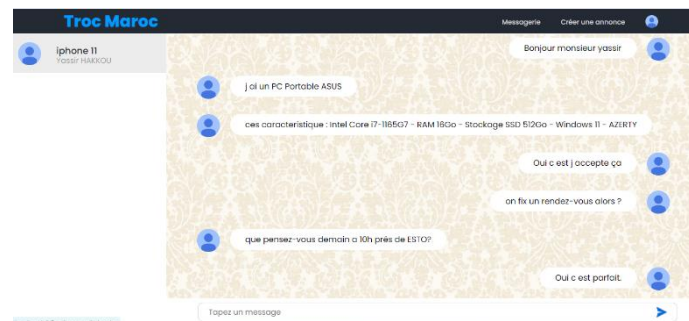 Troc Maroc
Messagerie
Créer une annonce
iphone 11
Yassir HAKKOU
Bonjour monsieur yassir
j ai un PC Portable ASUS
ces caracteristique : Intel Core i7-1165G7 - RAM 16Go - Stockage SSD 512Go - Windows 11 - AZERTY
Oui c est j accepte ça
on fix un rendez-vous alors ?
que pensez-vous demain a 10h prés de ESTO?
Oui c est parfait.
Tapez un message